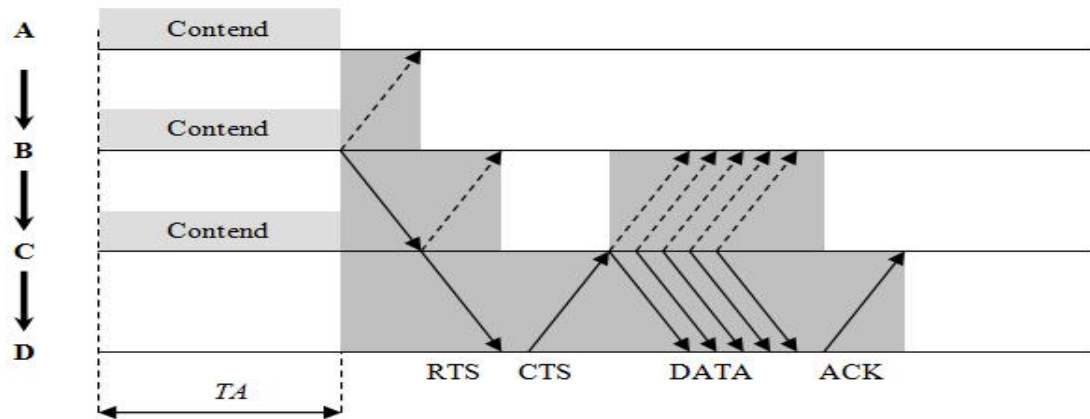 A
Contend
B
Contend
C
Contend
D
RTS CTS DATA ACK
TA